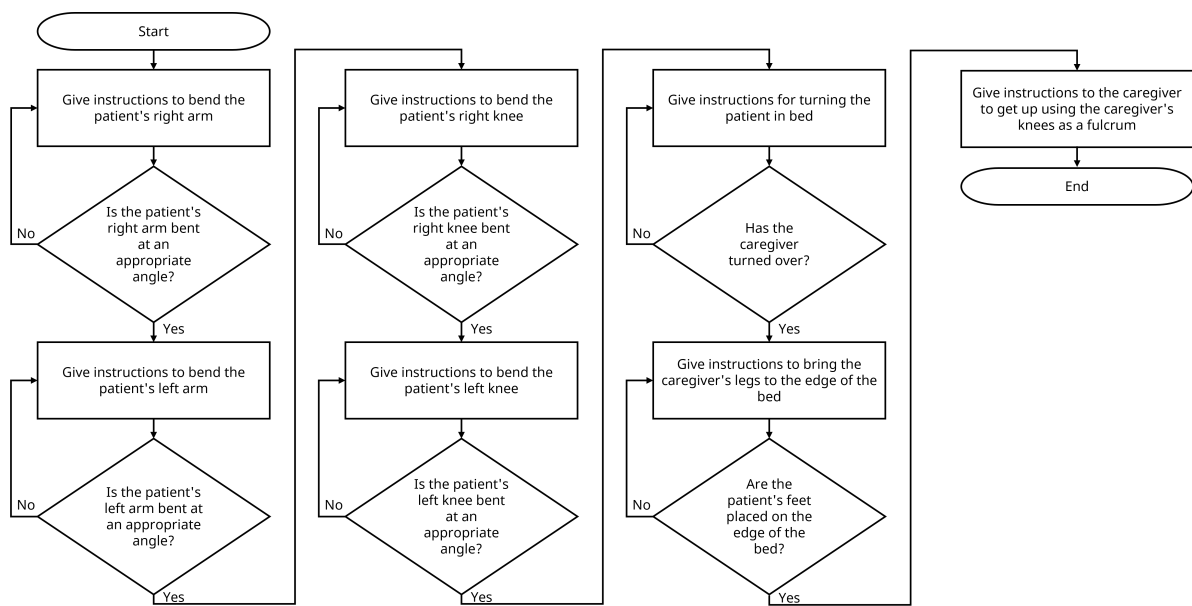 Start
Give instructions to bend the
patient's right arm
Is the patient's
right arm bent
at an
appropriate
angle?
No
Yes
Give instructions to bend the
patient's left arm
Is the patient's
left arm bent at
an appropriate
angle?
No
Yes
Give instructions to bend the
patient's right knee
Is the patient's
right knee bent
at an
appropriate
angle?
No
Yes
Give instructions to bend the
patient's left knee
Is the patient's
left knee bent
at an
appropriate
angle?
No
Yes
Give instructions for turning the
patient in bed
Has the
caregiver
turned over?
No
Yes
Give instructions to bring the
caregiver's legs to the edge of the
bed
Are the
patient's feet
placed on the
edge of the
bed?
No
Yes
Give instructions to the caregiver
to get up using the caregiver's
knees as a fulcrum
End